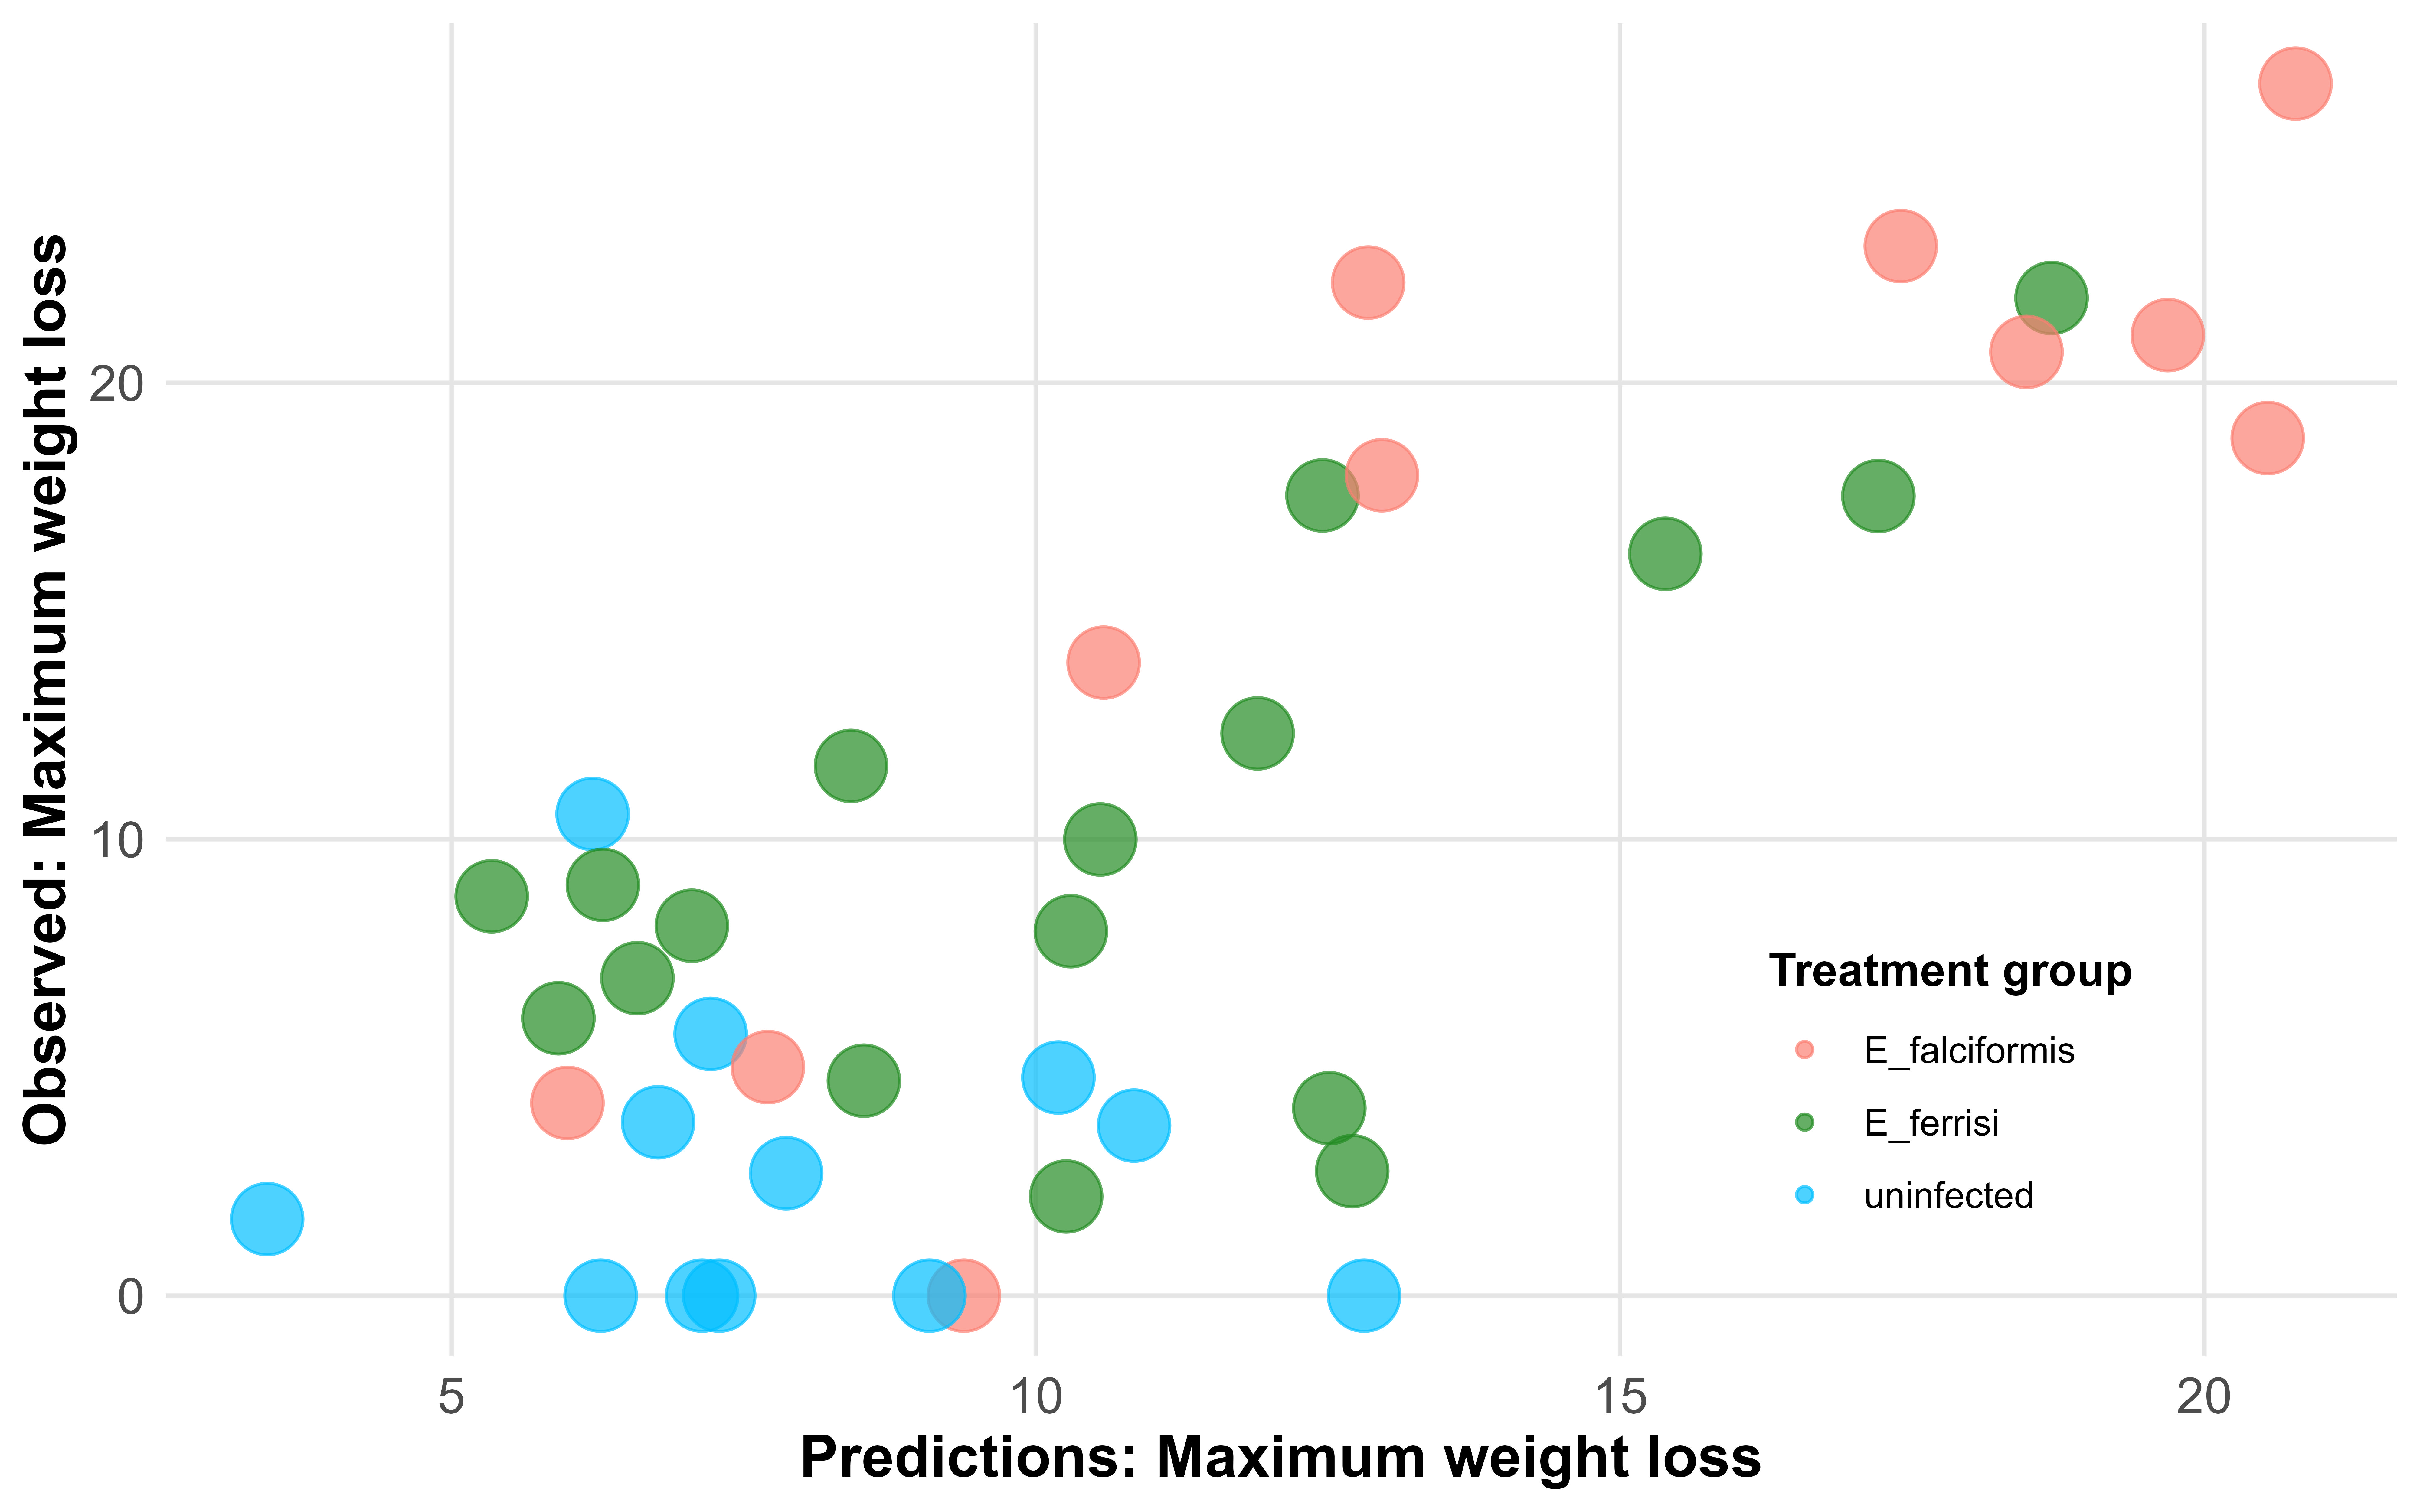 Observed: Maximum weight loss
20
10
0
5
10
15
20
Predictions: Maximum weight loss
Treatment group
E_falciformis
E_ferrisi
uninfected